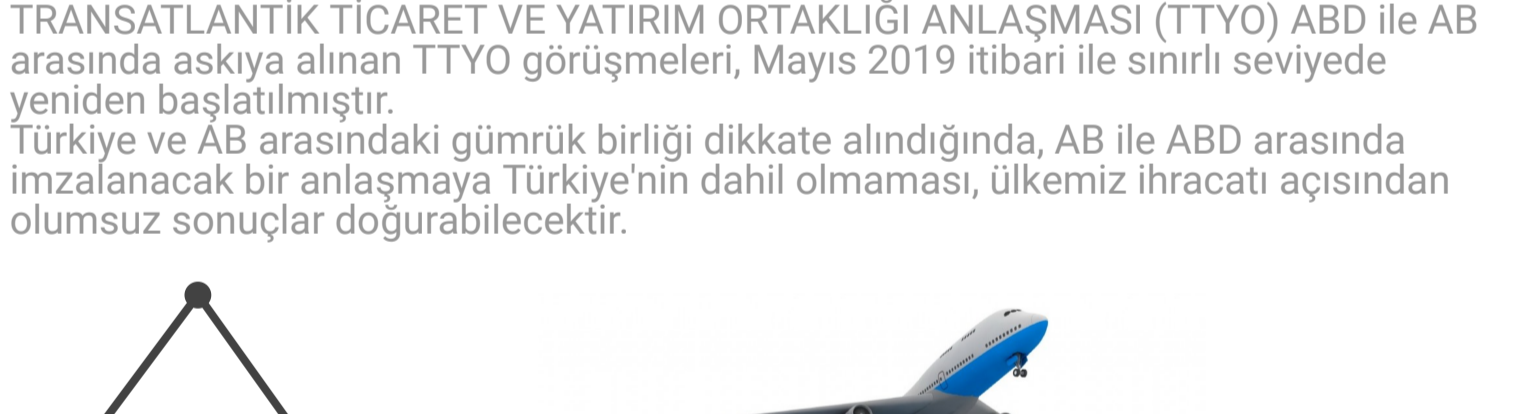 TRANSATLANTİK TİCARET VE YATIRIM ORTAKLIĞI ANLAŞMASI (TTYO) ABD ile AB
arasında askıya alınan TTYO görüşmeleri, Mayıs 2019 itibari ile sınırlı seviyede
yeniden başlatılmıştır.
Türkiye ve AB arasındaki gümrük birliği dikkate alındığında, AB ile ABD arasında
imzalanacak bir anlaşmaya Türkiye'nin dahil olmaması, ülkemiz ihracatı açısından
olumsuz sonuçlar doğurabilecektir.